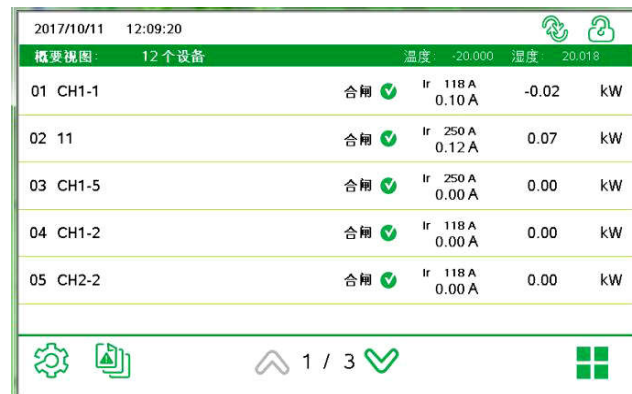 2017/10/11 12:09:20
概要视图： 12个设备 温度： -20.000 湿度： 20.018
01 CH1-1 合闸 Ir 118 A -0.02 kW
0.10 A
02 11 合闸 Ir 250 A 0.07 kW
0.12 A
03 CH1-5 合闸 Ir 250 A 0.00 kW
0.00 A
04 CH1-2 合闸 Ir 118 A 0.00 kW
0.00 A
05 CH2-2 合闸 Ir 118 A 0.00 kW
0.00 A
1 / 3